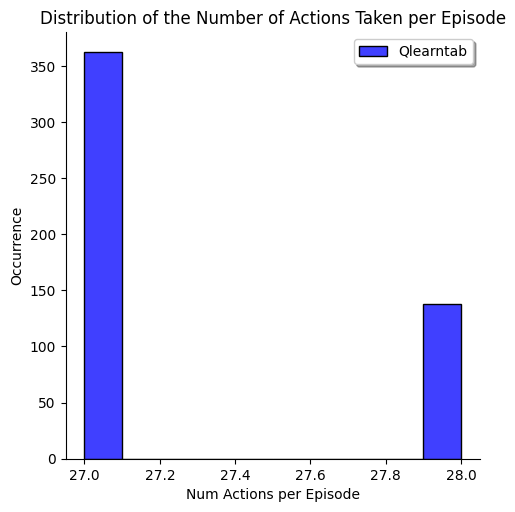 Distribution of the Number of Actions Taken per Episode
Qlearntab
350
300
250
200
150
100
50
0
Occurrence
27.0 27.2 27.4 27.6 27.8 28.0
Num Actions per Episode